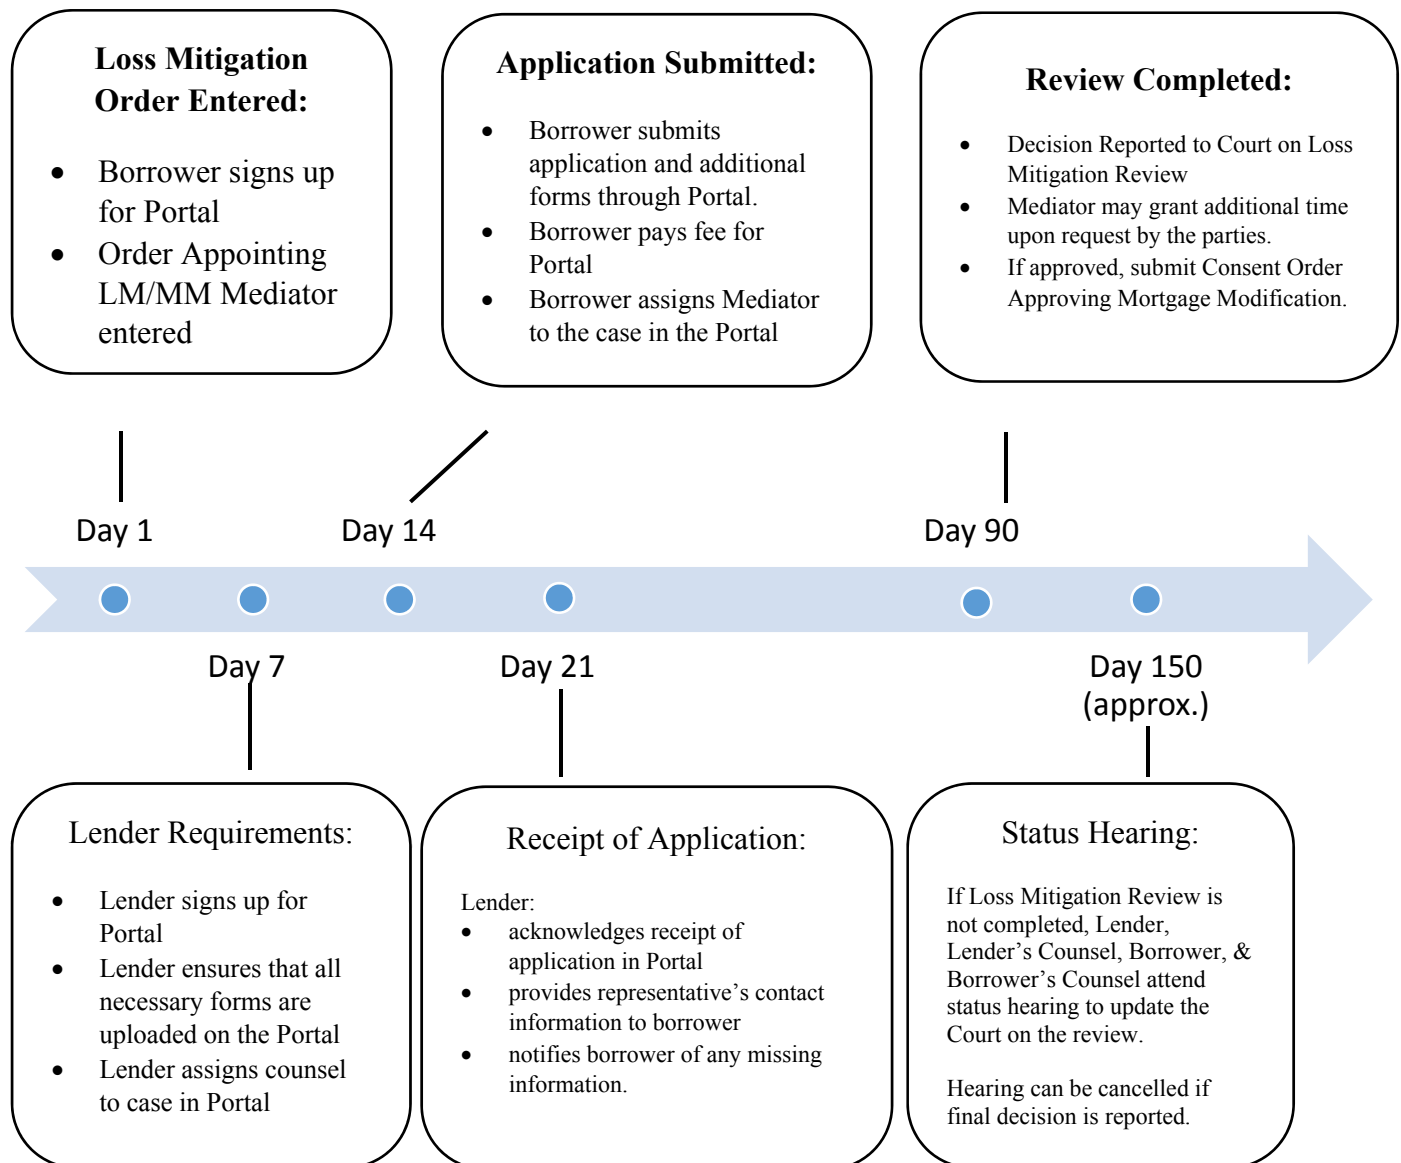 Loss Mitigation
Order Entered:
• Borrower signs up
for Portal
• Order Appointing
LM/MM Mediator
entered
Application Submitted:
• Borrower submits
application and additional
forms through Portal.
• Borrower pays fee for
Portal
• Borrower assigns Mediator
to the case in the Portal
Review Completed:
• Decision Reported to Court on Loss
Mitigation Review
• Mediator may grant additional time
upon request by the parties.
• If approved, submit Consent Order
Approving Mortgage Modification.
Day 1
Day 14
Day 90
Day 7
Day 21
Day 150
(approx.)
Lender Requirements:
• Lender signs up for
Portal
• Lender ensures that all
necessary forms are
uploaded on the Portal
• Lender assigns counsel
to case in Portal
Receipt of Application:
Lender:
• acknowledges receipt of
application in Portal
• provides representative’s contact
information to borrower
• notifies borrower of any missing
information.
Status Hearing:
If Loss Mitigation Review is
not completed, Lender,
Lender’s Counsel, Borrower, &
Borrower’s Counsel attend
status hearing to update the
Court on the review.
Hearing can be cancelled if
final decision is reported.